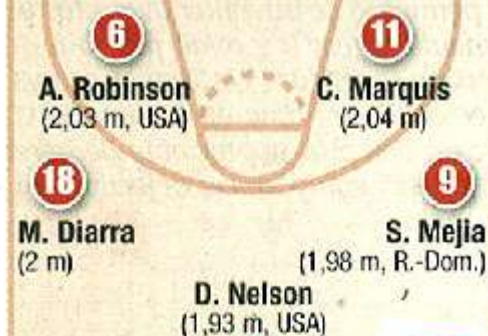 6
11
A. Robinson
C. Marquis
(2,03 m, USA)
(2,04 m)
18
9
M. Diarra
S. Mejia
(2 m)
(1,98 m, R.-Dom.)
D. Nelson
(1,93 m, USA)